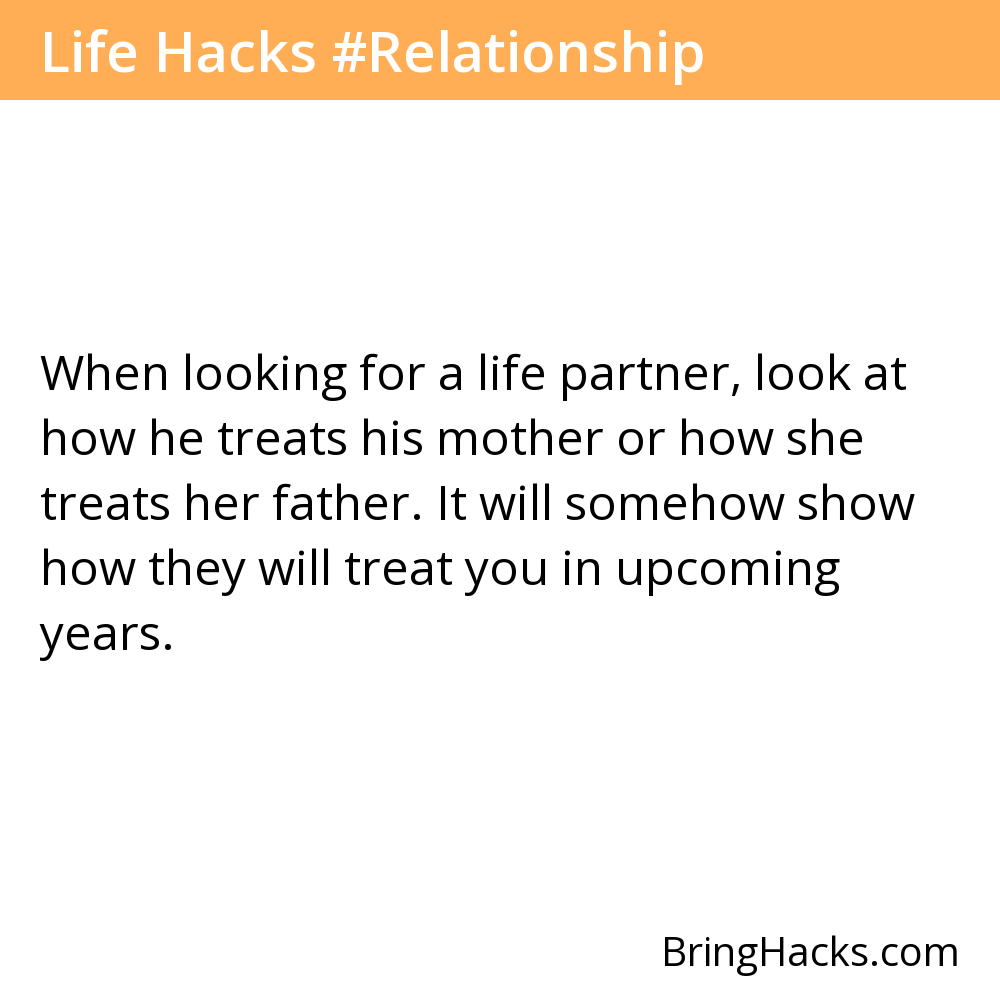 Life Hacks #Relationship
When looking for a life partner, look at
how he treats his mother or how she
treats her father. It will somehow show
how they will treat you in upcoming
years.
BringHacks.com